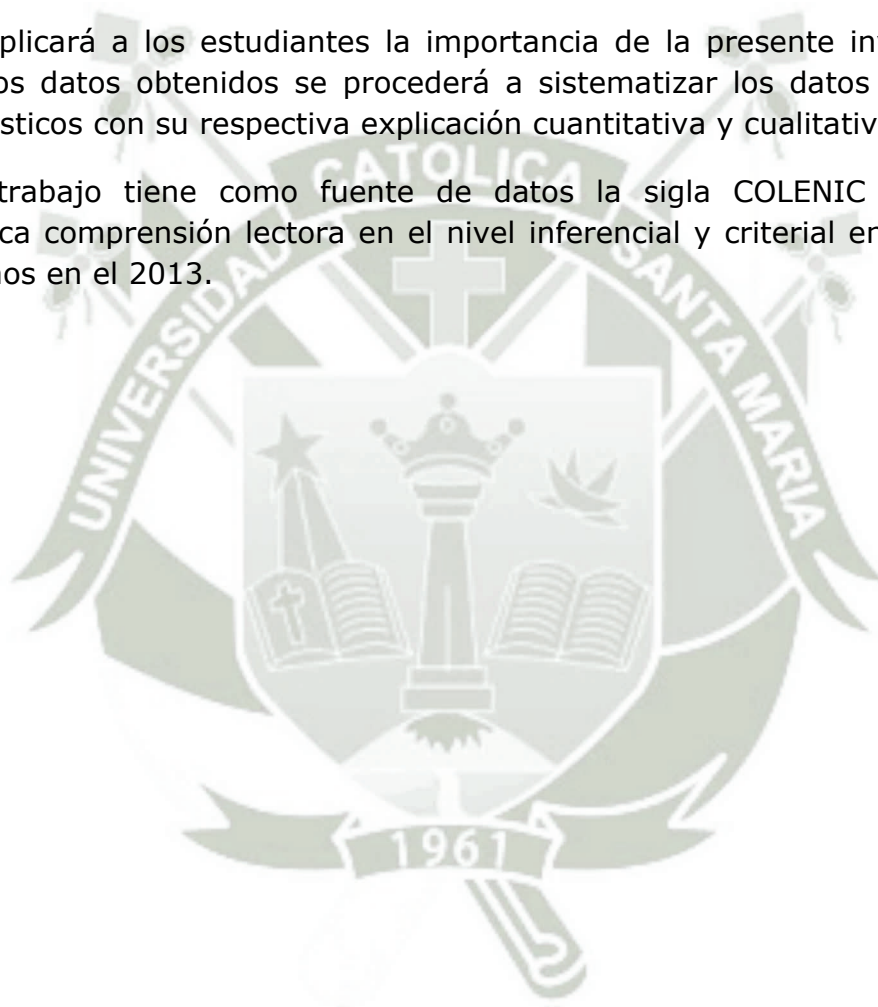 plicará a los estudiantes la importancia de la presente in
os datos obtenidos se procederá a sistematizar los datos
sticos con su respectiva explicación cuantitativa y cualitativ
trabajo tiene como fuente de datos la sigla COLENIC
ca comprensión lectora en el nivel inferencial y criterial en
nos en el 2013.
UNIVERSIDAD CATOLICA SANTA MARIA
1961